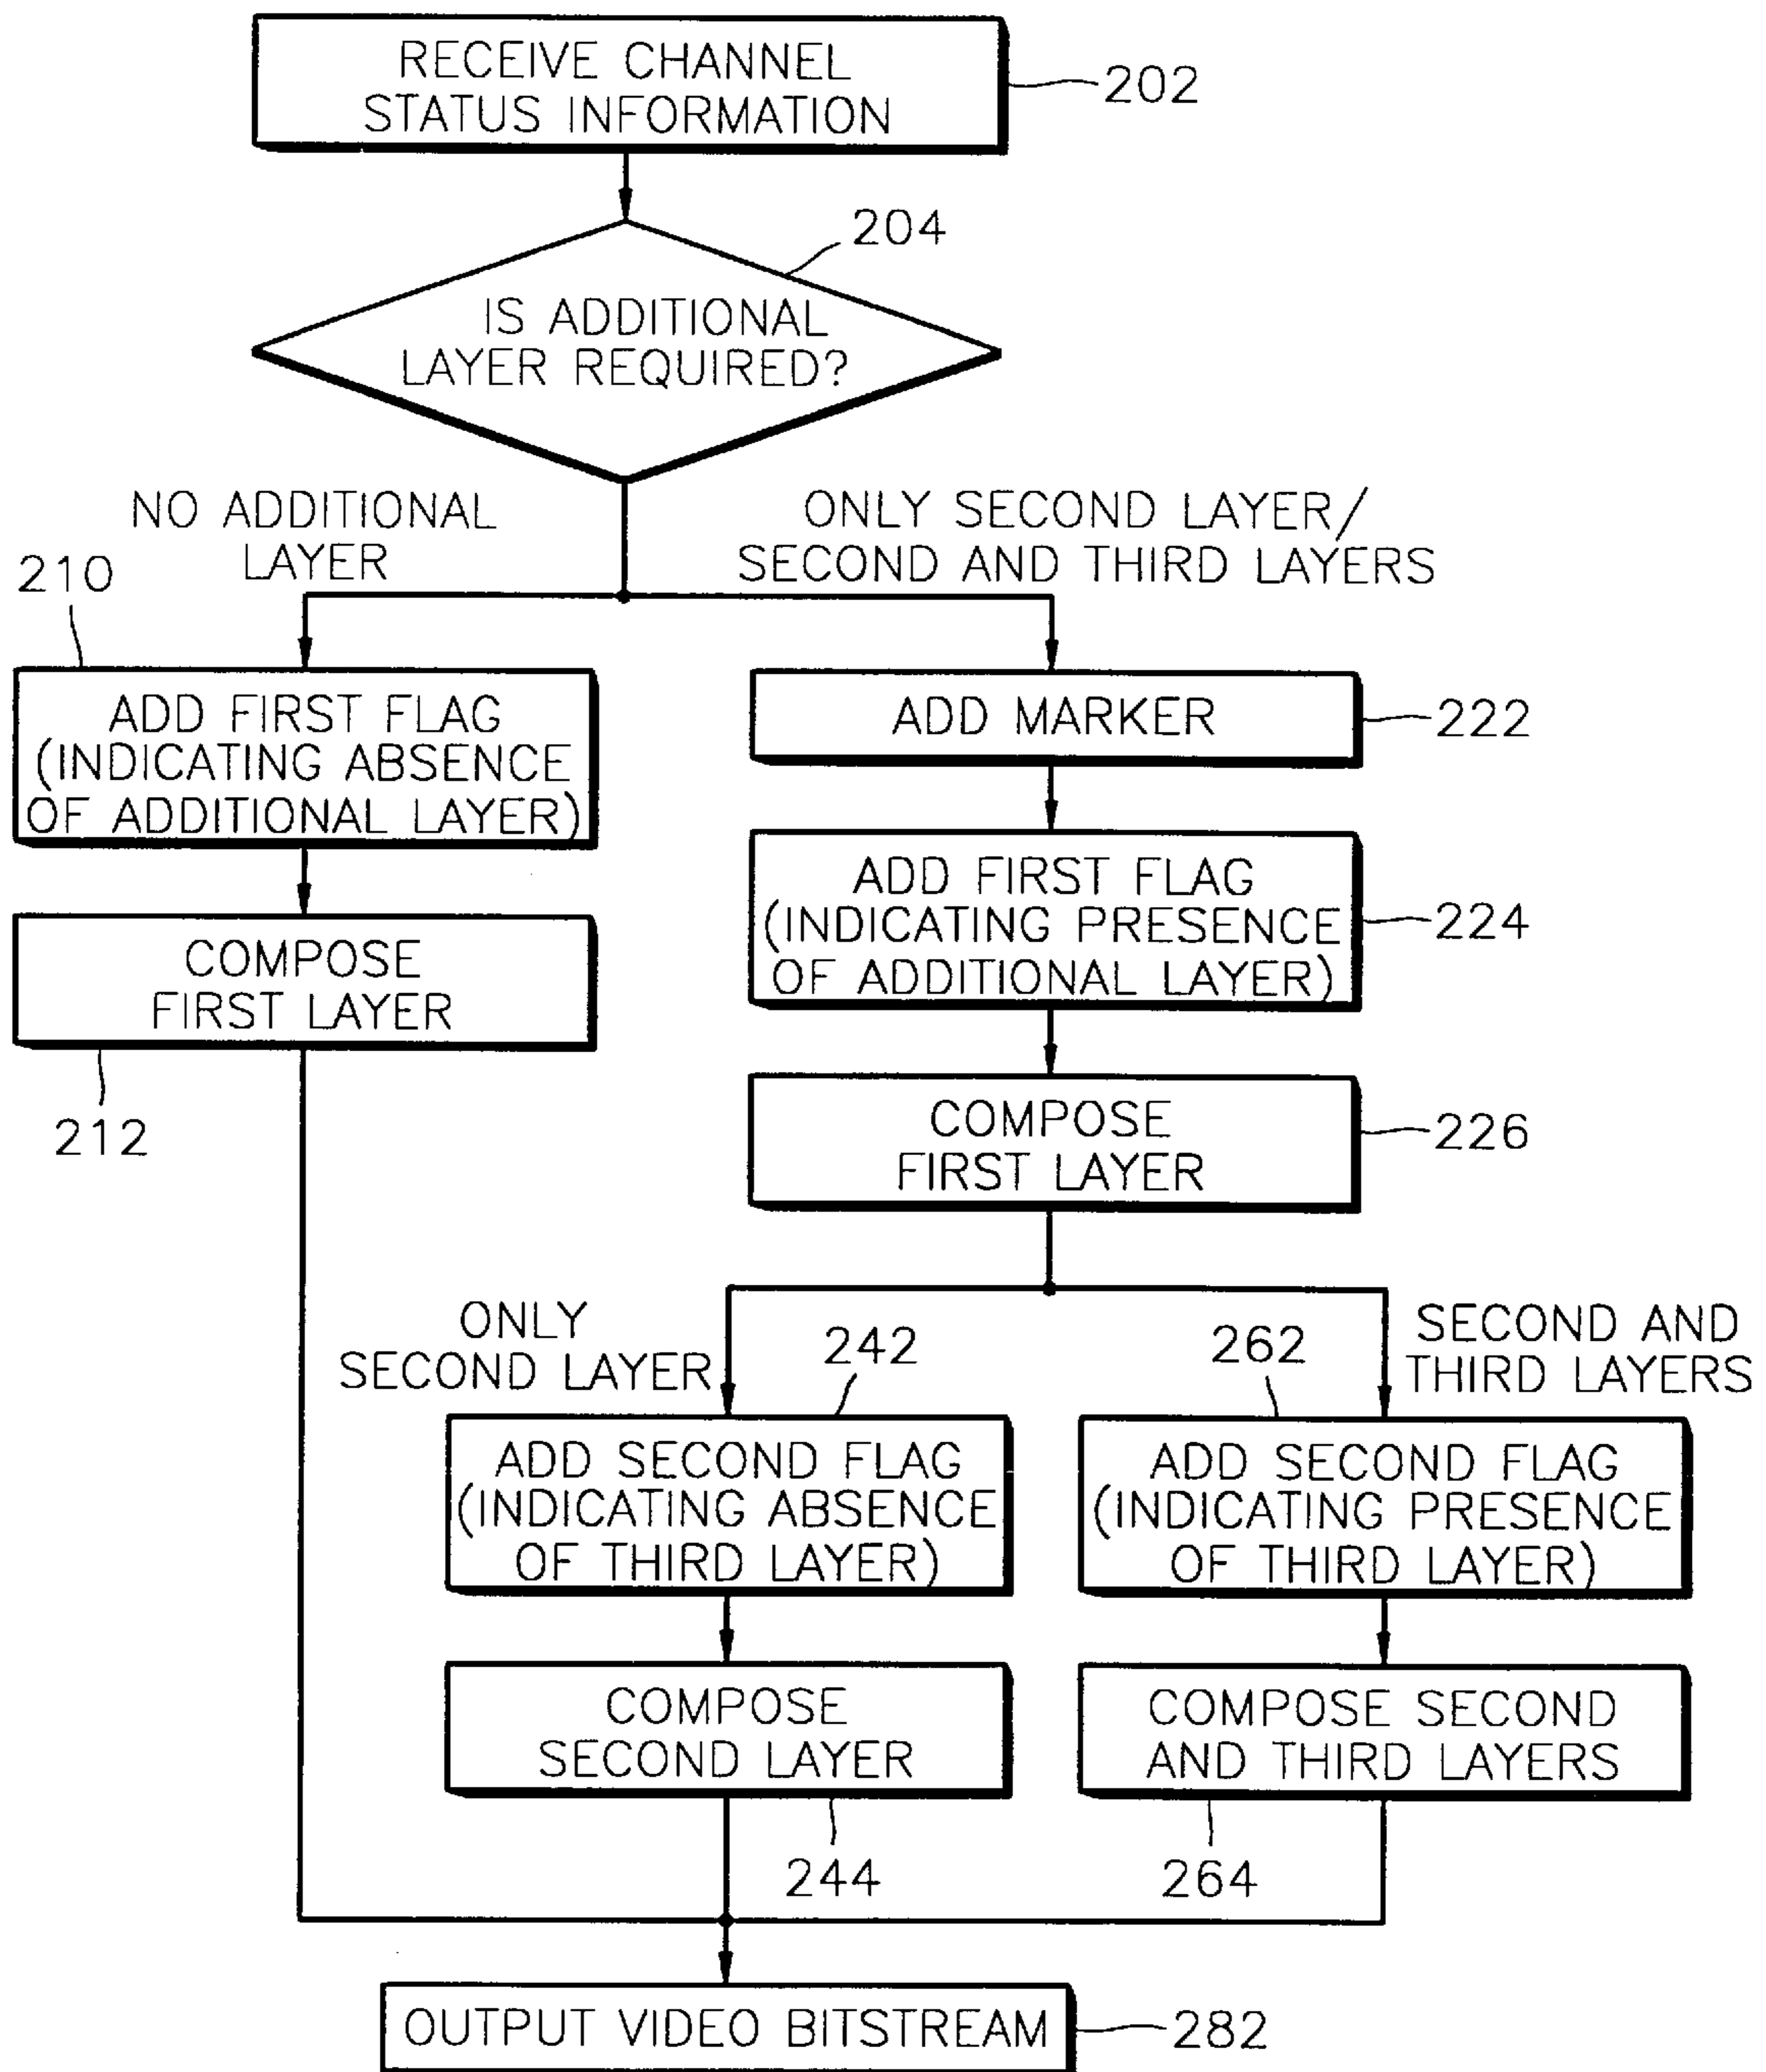 RECEIVE CHANNEL
STATUS INFORMATION
202
204
IS ADDITIONAL
LAYER REQUIRED?
NO ADDITIONAL
LAYER
ONLY SECOND LAYER/
SECOND AND THIRD LAYERS
210
ADD FIRST FLAG
(INDICATING ABSENCE
OF ADDITIONAL LAYER)
COMPOSE
FIRST LAYER
212
ADD MARKER
222
ADD FIRST FLAG
(INDICATING PRESENCE
OF ADDITIONAL LAYER)
224
COMPOSE
FIRST LAYER
226
ONLY
SECOND LAYER
242
262
SECOND AND
THIRD LAYERS
ADD SECOND FLAG
(INDICATING ABSENCE
OF THIRD LAYER)
ADD SECOND FLAG
(INDICATING PRESENCE
OF THIRD LAYER)
COMPOSE
SECOND LAYER
244
COMPOSE SECOND
AND THIRD LAYERS
264
OUTPUT VIDEO BITSTREAM
282